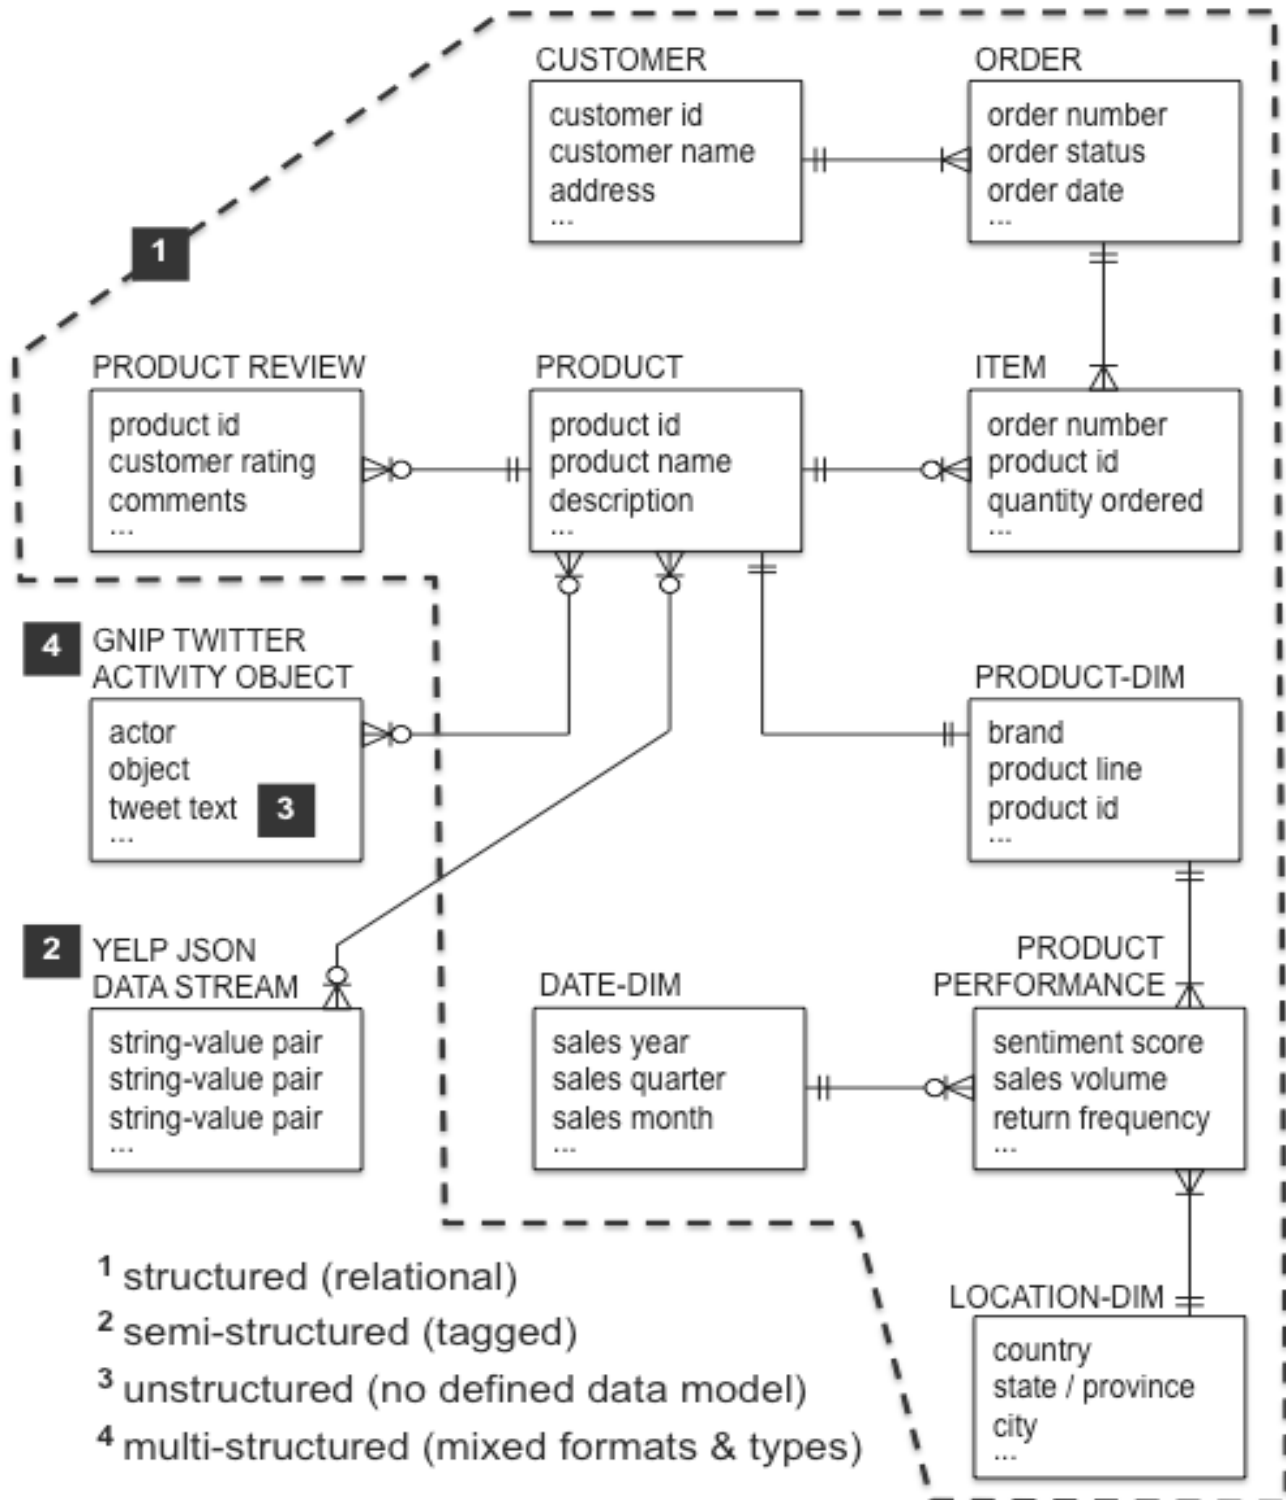 CUSTOMER
customer id
customer name
address
...
ORDER
order number
order status
order date
...
1
PRODUCT REVIEW
product id
customer rating
comments
...
PRODUCT
product id
product name
description
...
ITEM
order number
product id
quantity ordered
...
4
GNIP TWITTER
ACTIVITY OBJECT
actor
object
tweet text
3
...
PRODUCT-DIM
brand
product line
product id
...
2
YELP JSON
DATA STREAM
string-value pair
string-value pair
string-value pair
...
DATE-DIM
sales year
sales quarter
sales month
...
PRODUCT
PERFORMANCE
sentiment score
sales volume
return frequency
...
LOCATION-DIM
country
state / province
city
...
1 structured (relational)
2 semi-structured (tagged)
3 unstructured (no defined data model)
4 multi-structured (mixed formats & types)